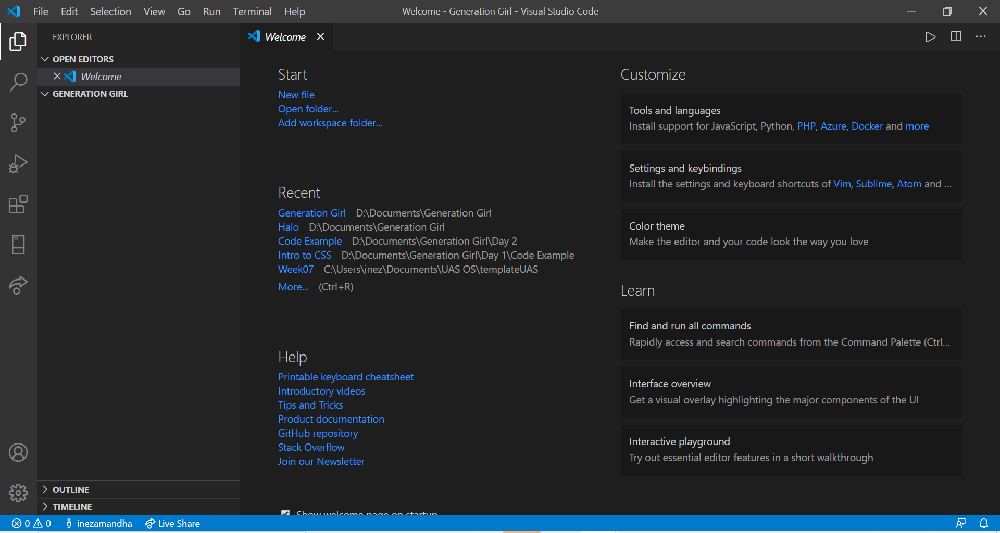 File Edit Selection View Go Run Terminal Help
Welcome - Generation Girl - Visual Studio Code
EXPLORER
OPEN EDITORS
Welcome
GENERATION GIRL
OUTLINE
TIMELINE
Welcome
Start
New file
Open folder...
Add workspace folder...
Recent
Generation Girl D:\Documents\Generation Girl
Halo D:\Documents\Generation Girl
Code Example D:\Documents\Generation Girl\Day 2
Intro to CSS D:\Documents\Generation Girl\Day 1\Code Example
Week07 C:\Users\inez\Documents\UAS OS\templateUAS
More... (Ctrl+R)
Help
Printable keyboard cheatsheet
Introductory videos
Tips and Tricks
Product documentation
GitHub repository
Stack Overflow
Join our Newsletter
Show welcome page on startup
Customize
Tools and languages
Install support for JavaScript, Python, PHP, Azure, Docker and more
Settings and keybindings
Install the settings and keyboard shortcuts of Vim, Sublime, Atom and ...
Color theme
Make the editor and your code look the way you love
Learn
Find and run all commands
Rapidly access and search commands from the Command Palette (Ctrl...
Interface overview
Get a visual overlay highlighting the major components of the UI
Interactive playground
Try out essential editor features in a short walkthrough
0 0 inezamandha Live Share